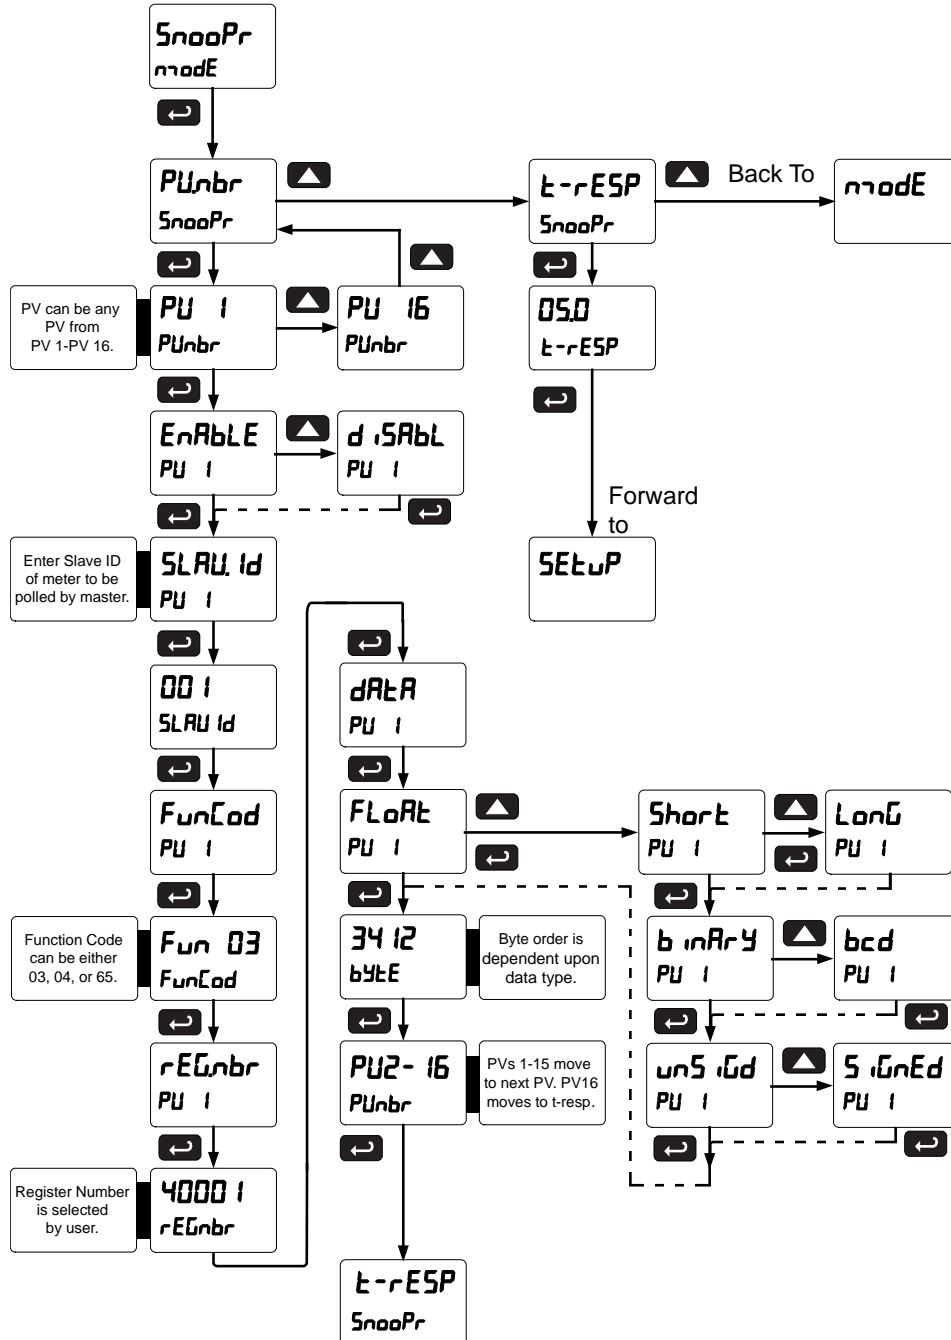 SnooPr
modE
PV.nbr
SnooPr
t-rESP
SnooPr
Back To
modE
PV can be any
PV from
PV 1-PV 16.
PV 1
PVnbr
PV 16
PVnbr
05.0
t-rESP
EnAbLE
PV 1
diSAbL
PV 1
Forward
to
SEtuP
Enter Slave ID
of meter to be
polled by master.
SLAV.Id
PV 1
001
SLAV Id
dAtA
PV 1
FunCod
PV 1
FLoAt
PV 1
Short
PV 1
LonG
PV 1
Function Code
can be either
03, 04, or 65.
Fun 03
FunCod
3412
bytE
Byte order is
dependent upon
data type.
binAry
PV 1
bcd
PV 1
rEG.nbr
PV 1
PV2-16
PVnbr
PVs 1-15 move
to next PV. PV16
moves to t-resp.
unSiGd
PV 1
SiGnEd
PV 1
Register Number
is selected
by user.
40001
rEGnbr
t-rESP
SnooPr